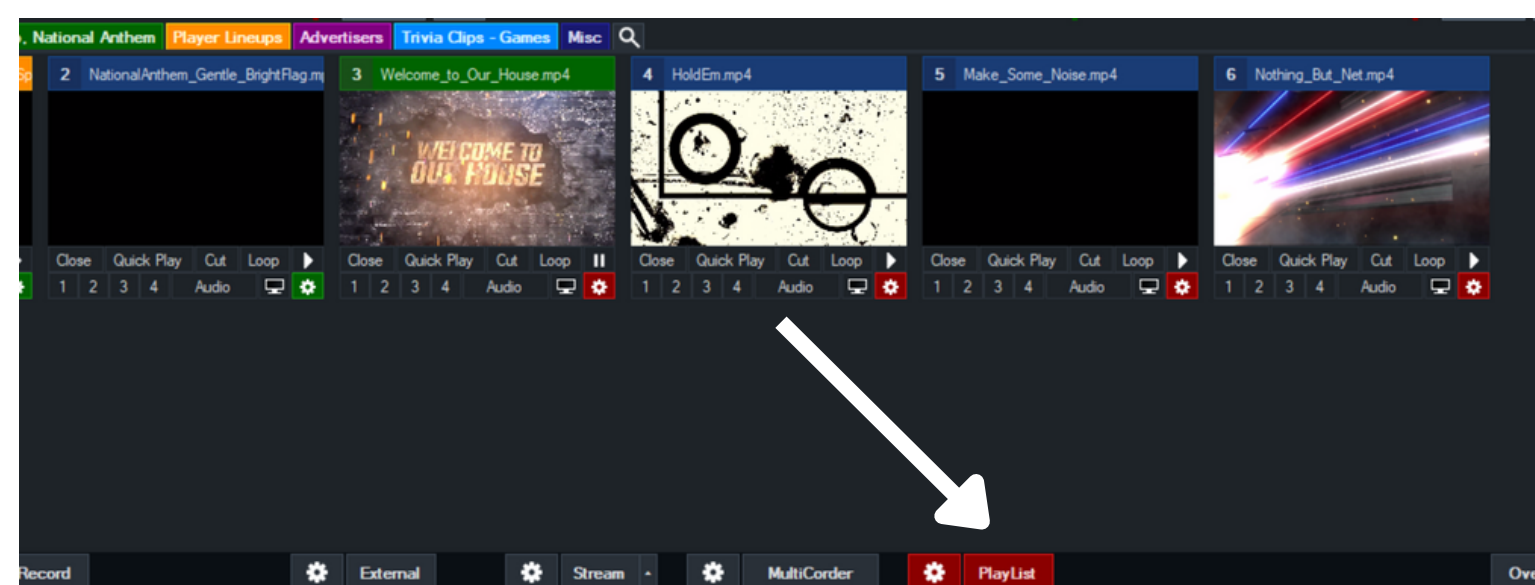 , National Anthem Player Lineups Advertisers Trivia Clips - Games Misc
Sp 2 NationalAnthem_Gentle_BrightFlag.mp 3 Welcome_to_Our_House.mp4 4 HoldEm.mp4 5 Make_Some_Noise.mp4 6 Nothing_But_Net.mp4
WELCOME TO
OUR HOUSE
Close Quick Play Cut Loop Close Quick Play Cut Loop Close Quick Play Cut Loop Close Quick Play Cut Loop Close Quick Play Cut Loop
1 2 3 4 Audio 1 2 3 4 Audio 1 2 3 4 Audio 1 2 3 4 Audio 1 2 3 4 Audio
Record External Stream MultiCorder PlayList Ove